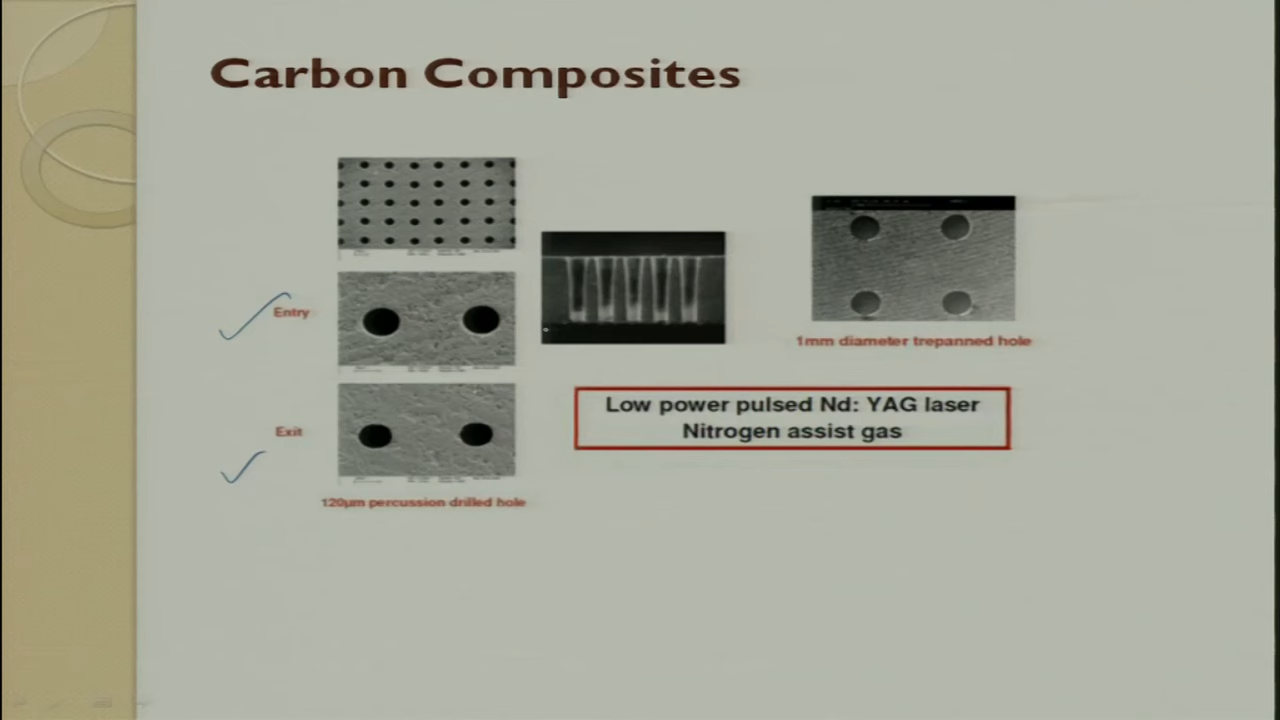 Carbon Composites
Entry
Exit
120µm percussion drilled hole
1mm diameter trepanned hole
Low power pulsed Nd: YAG laser
Nitrogen assist gas